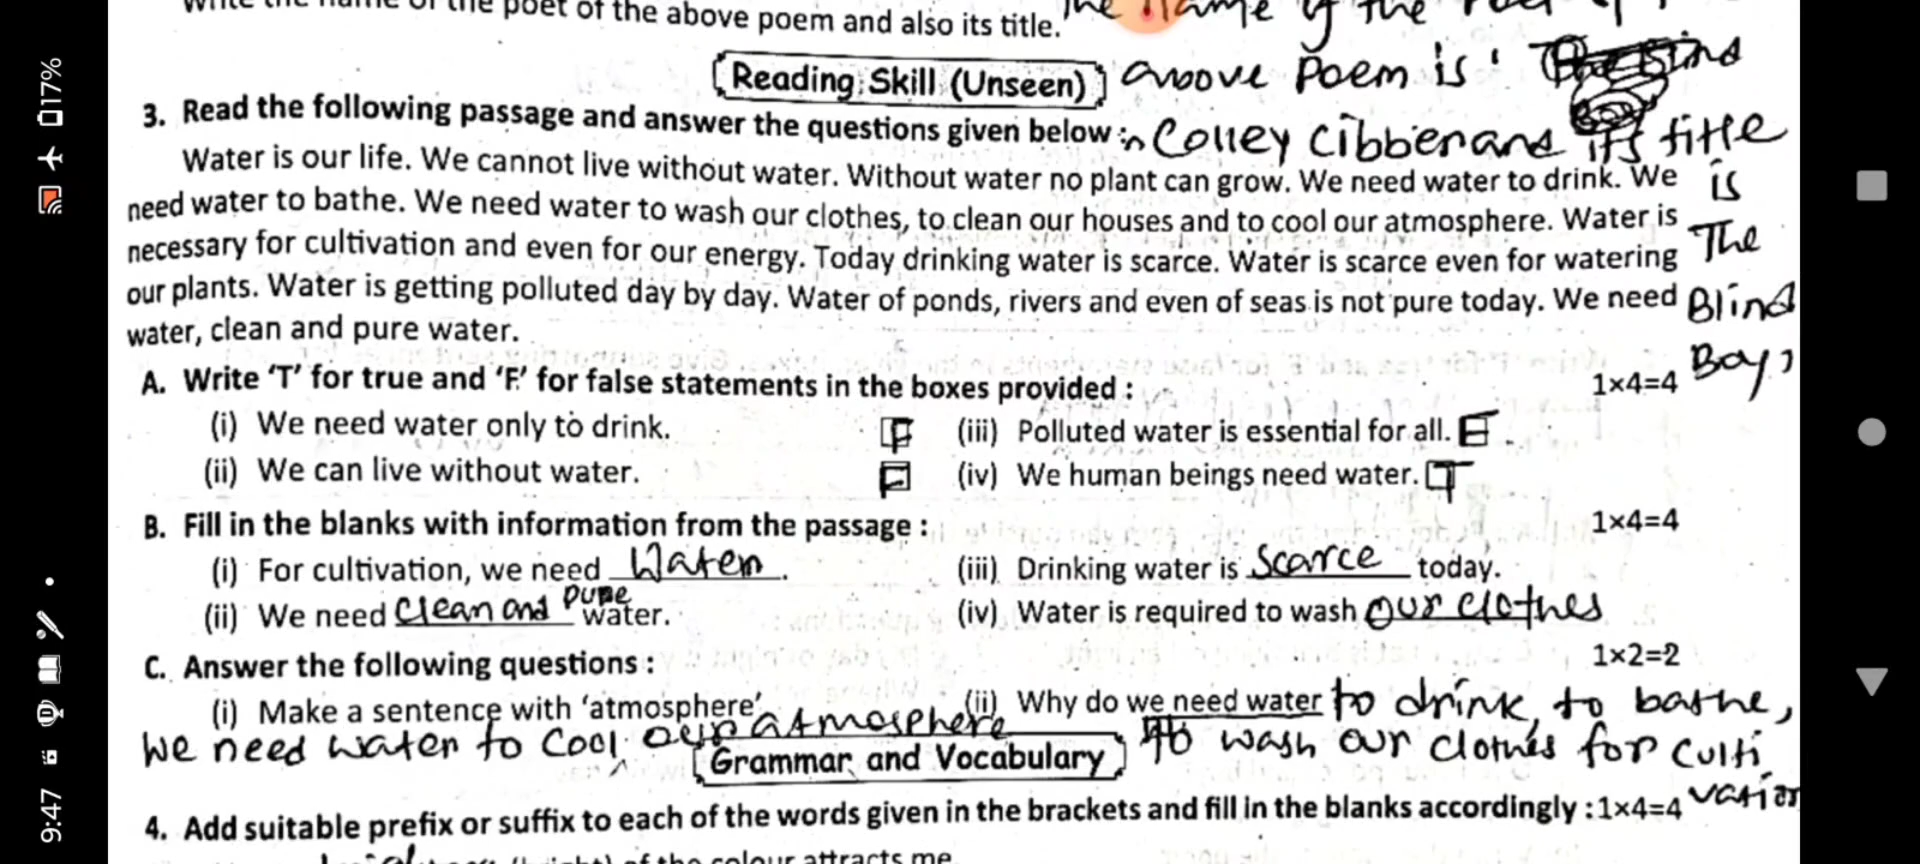 the poet of the above poem and also its title. The name of the
Reading Skill (Unseen) above Poem is '
3. Read the following passage and answer the questions given below : Colley Cibber and its title
Water is our life. We cannot live without water. Without water no plant can grow. We need water to drink. We is
need water to bathe. We need water to wash our clothes, to clean our houses and to cool our atmosphere. Water is The
necessary for cultivation and even for our energy. Today drinking water is scarce. Water is scarce even for watering
our plants. Water is getting polluted day by day. Water of ponds, rivers and even of seas is not pure today. We need Blind
water, clean and pure water. Boy,
A. Write 'T' for true and 'F' for false statements in the boxes provided : 1×4=4
(i) We need water only to drink. F (iii) Polluted water is essential for all. F
(ii) We can live without water. F (iv) We human beings need water. T
B. Fill in the blanks with information from the passage : 1×4=4
(i) For cultivation, we need Water. (iii) Drinking water is Scarce today.
(ii) We need Clean and Pure water. (iv) Water is required to wash our clothes
C. Answer the following questions : 1×2=2
(i) Make a sentence with 'atmosphere' (ii) Why do we need water to drink, to bathe,
We need water to Cool our atmosphere to wash our clothes for culti
Grammar and Vocabulary
4. Add suitable prefix or suffix to each of the words given in the brackets and fill in the blanks accordingly : 1×4=4 vation
of the colour attracts me.
17%
9:47